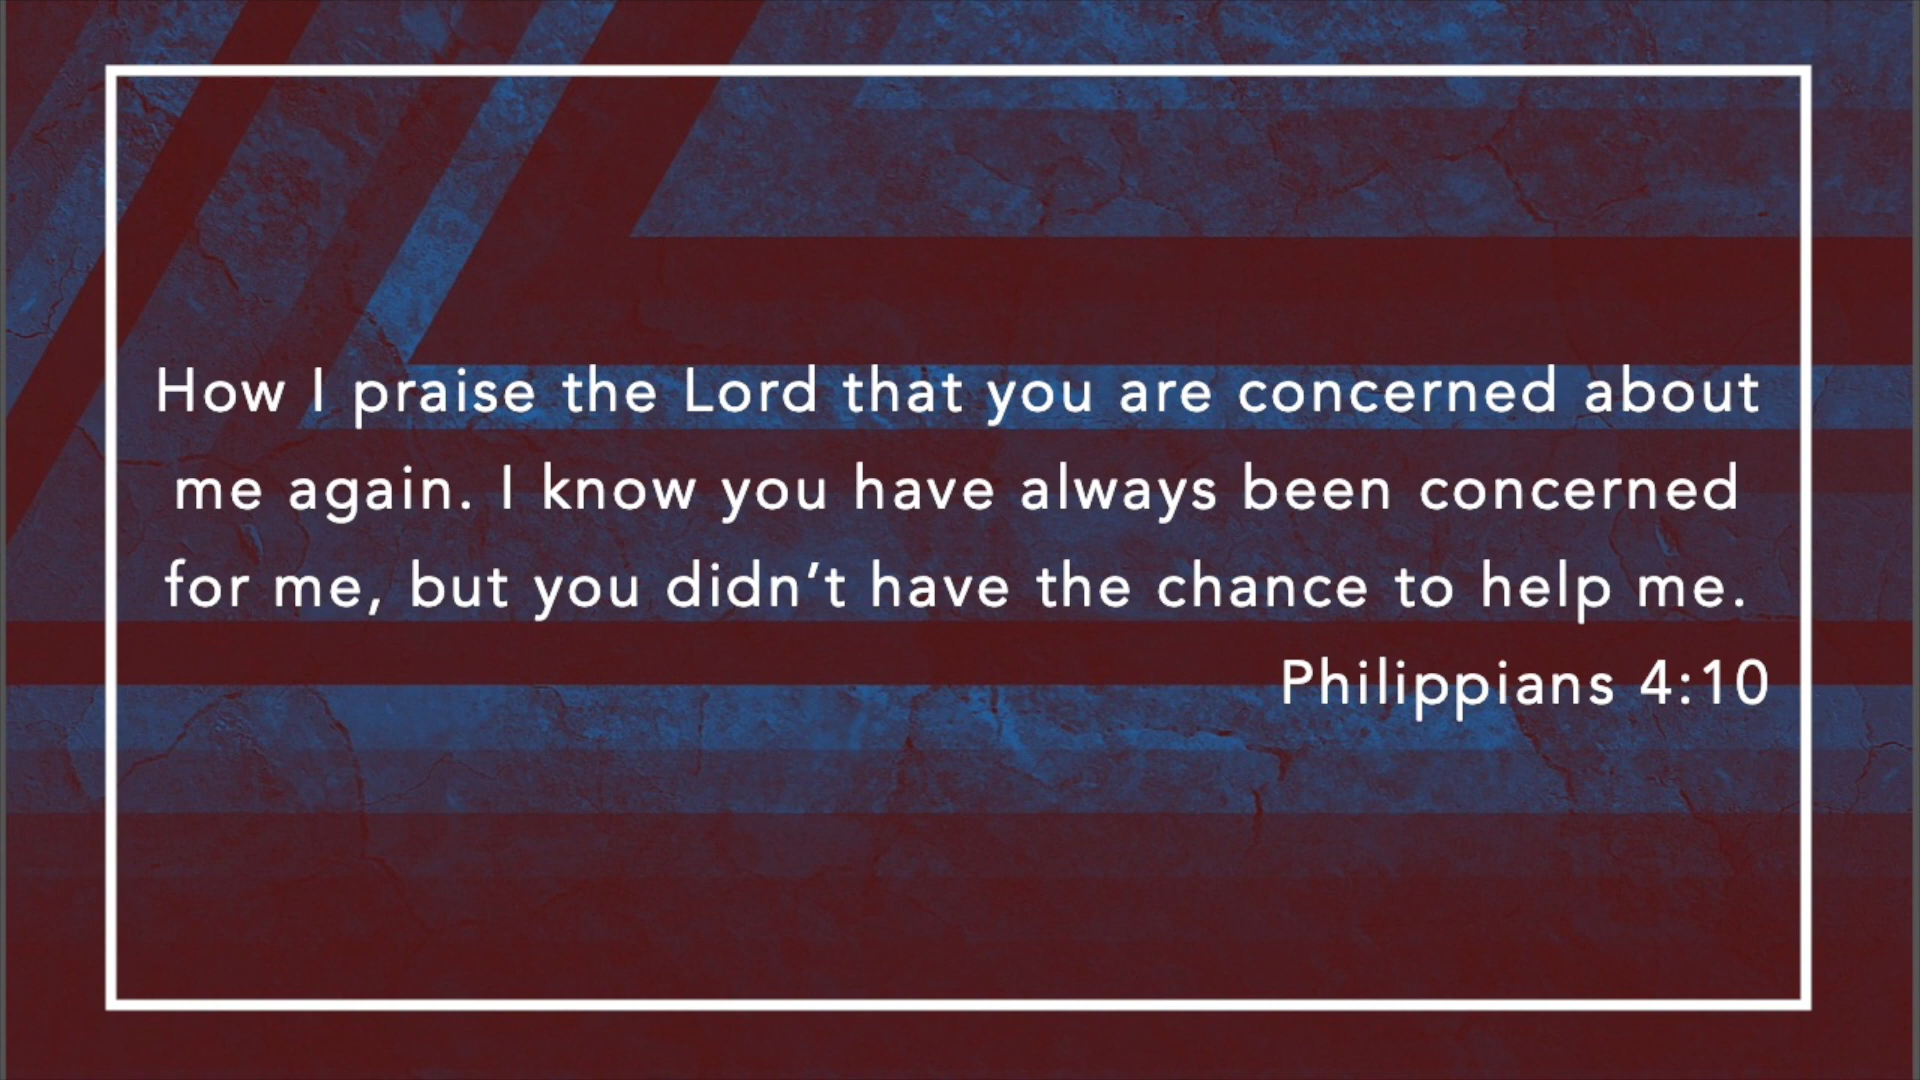 How I praise the Lord that you are concerned about
me again. I know you have always been concerned
for me, but you didn’t have the chance to help me.
Philippians 4:10